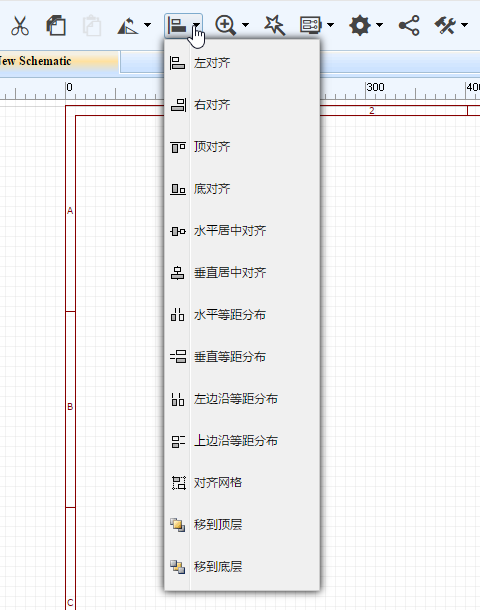 New Schematic
0
300
400
2
A
B
C
左对齐
右对齐
顶对齐
底对齐
水平居中对齐
垂直居中对齐
水平等距分布
垂直等距分布
左边沿等距分布
上边沿等距分布
对齐网格
移到顶层
移到底层